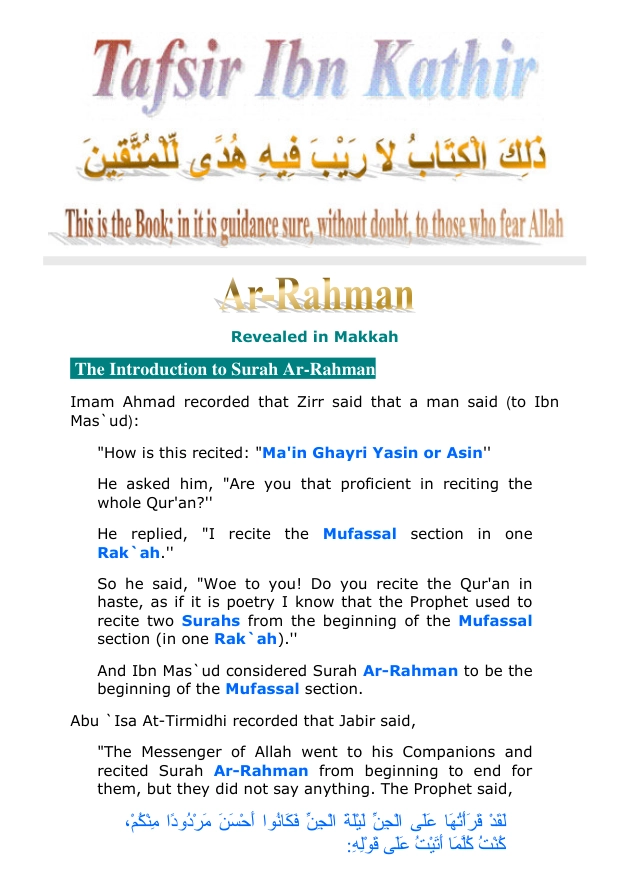 Tafsir Ibn Kathir
ذَلِكَ الْكِتَابُ لاَ رَيْبَ فِيهِ هُدًى لِّلْمُتَّقِينَ
This is the Book; in it is guidance sure, without doubt, to those who fear Allah
Ar-Rahman
Revealed in Makkah
The Introduction to Surah Ar-Rahman
Imam Ahmad recorded that Zirr said that a man said (to Ibn
Mas`ud):
"How is this recited: "Ma'in Ghayri Yasin or Asin''
He asked him, "Are you that proficient in reciting the
whole Qur'an?''
He replied, "I recite the Mufassal section in one
Rak`ah.''
So he said, "Woe to you! Do you recite the Qur'an in
haste, as if it is poetry I know that the Prophet used to
recite two Surahs from the beginning of the Mufassal
section (in one Rak`ah).''
And Ibn Mas`ud considered Surah Ar-Rahman to be the
beginning of the Mufassal section.
Abu `Isa At-Tirmidhi recorded that Jabir said,
"The Messenger of Allah went to his Companions and
recited Surah Ar-Rahman from beginning to end for
them, but they did not say anything. The Prophet said,
لَقَدْ قَرَأْتُهَا عَلَى الْجِنِّ لَيْلَةَ الْجِنِّ فَكَانُوا أَحْسَنَ مَرْدُودًا مِنْكُمْ،
كُنْتُ كُلَّمَا أَتَيْتُ عَلَى قَوْلِهِ: